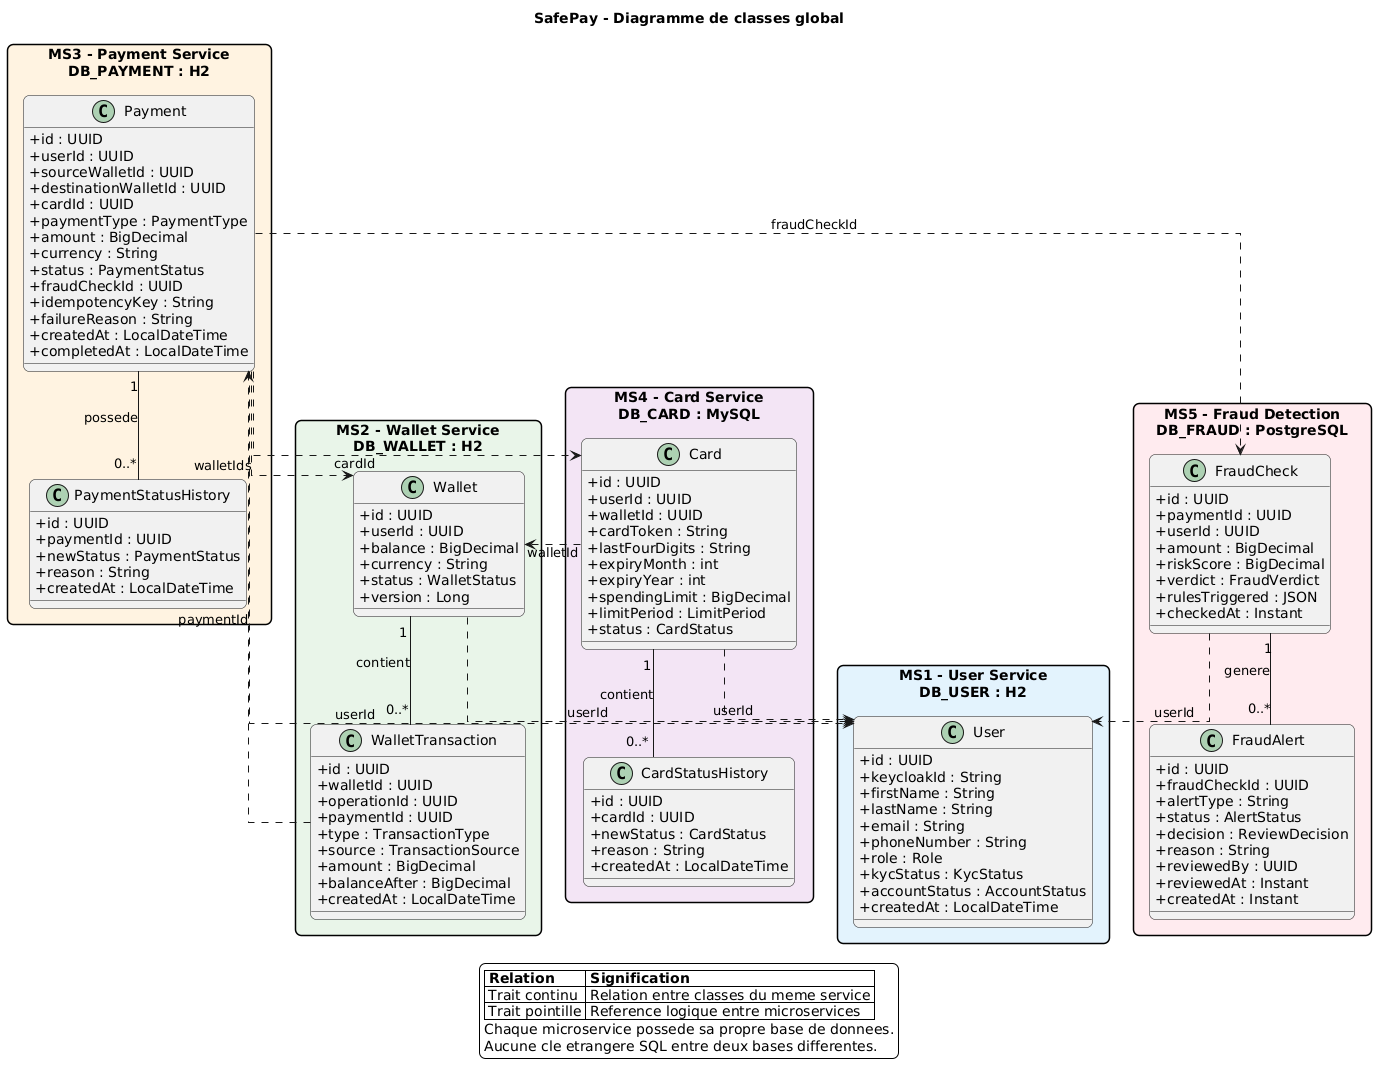 SafePay - Diagramme de classes global
MS3 - Payment Service
DB_PAYMENT : H2
C Payment
+id : UUID
+userId : UUID
+sourceWalletId : UUID
+destinationWalletId : UUID
+cardId : UUID
+paymentType : PaymentType
+amount : BigDecimal
+currency : String
+status : PaymentStatus
+fraudCheckId : UUID
+idempotencyKey : String
+failureReason : String
+createdAt : LocalDateTime
+completedAt : LocalDateTime
1
possede
0..*
C PaymentStatusHistory
+id : UUID
+paymentId : UUID
+newStatus : PaymentStatus
+reason : String
+createdAt : LocalDateTime
fraudCheckId
walletIds
cardId
walletId
paymentId
MS2 - Wallet Service
DB_WALLET : H2
C Wallet
+id : UUID
+userId : UUID
+balance : BigDecimal
+currency : String
+status : WalletStatus
+version : Long
1
contient
0..*
userId
C WalletTransaction
+id : UUID
+walletId : UUID
+operationId : UUID
+paymentId : UUID
+type : TransactionType
+source : TransactionSource
+amount : BigDecimal
+balanceAfter : BigDecimal
+createdAt : LocalDateTime
MS4 - Card Service
DB_CARD : MySQL
C Card
+id : UUID
+userId : UUID
+walletId : UUID
+cardToken : String
+lastFourDigits : String
+expiryMonth : int
+expiryYear : int
+spendingLimit : BigDecimal
+limitPeriod : LimitPeriod
+status : CardStatus
1
contient
0..*
userId
userId
C CardStatusHistory
+id : UUID
+cardId : UUID
+newStatus : CardStatus
+reason : String
+createdAt : LocalDateTime
MS1 - User Service
DB_USER : H2
C User
+id : UUID
+keycloakId : String
+firstName : String
+lastName : String
+email : String
+phoneNumber : String
+role : Role
+kycStatus : KycStatus
+accountStatus : AccountStatus
+createdAt : LocalDateTime
MS5 - Fraud Detection
DB_FRAUD : PostgreSQL
C FraudCheck
+id : UUID
+paymentId : UUID
+userId : UUID
+amount : BigDecimal
+riskScore : BigDecimal
+verdict : FraudVerdict
+rulesTriggered : JSON
+checkedAt : Instant
1
genere
0..*
userId
C FraudAlert
+id : UUID
+fraudCheckId : UUID
+alertType : String
+status : AlertStatus
+decision : ReviewDecision
+reason : String
+reviewedBy : UUID
+reviewedAt : Instant
+createdAt : Instant
Relation Signification
Trait continu Relation entre classes du meme service
Trait pointille Reference logique entre microservices
Chaque microservice possede sa propre base de donnees.
Aucune cle etrangere SQL entre deux bases differentes.